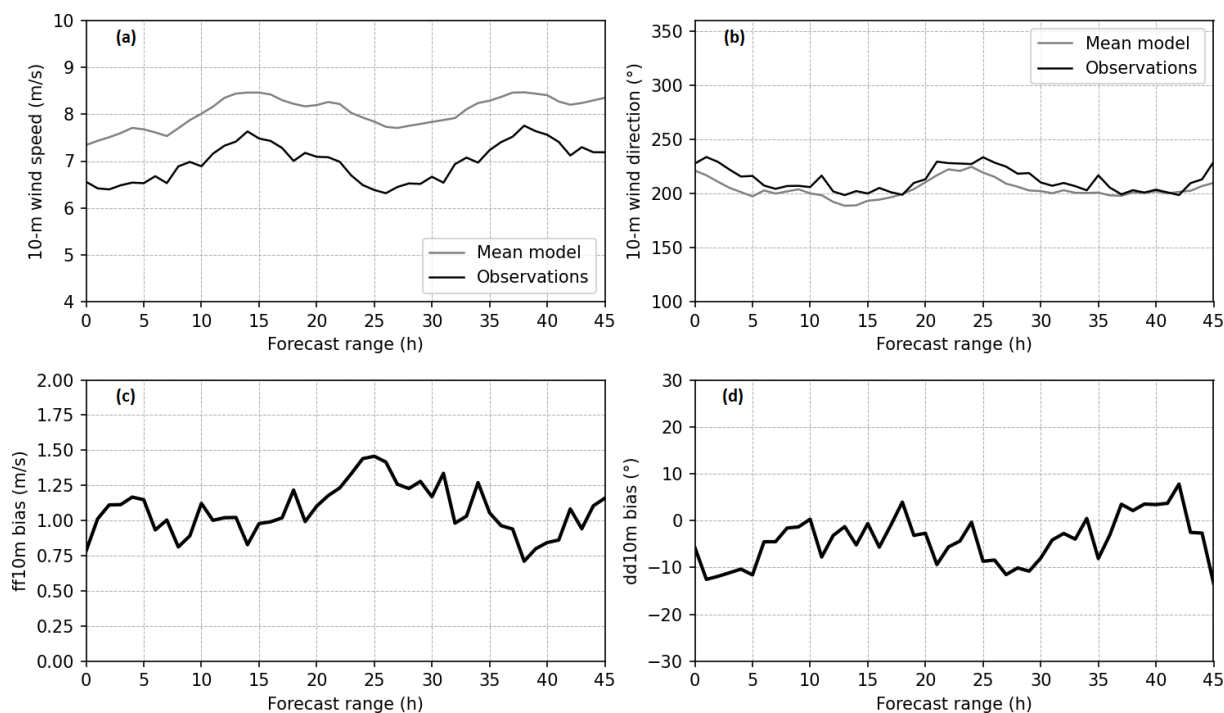 (a)
10-m wind speed (m/s)
10
9
8
7
6
5
4
Mean model
Observations
0 5 10 15 20 25 30 35 40 45
Forecast range (h)
(b)
10-m wind direction (°)
350
300
250
200
150
100
Mean model
Observations
0 5 10 15 20 25 30 35 40 45
Forecast range (h)
(c)
ff10m bias (m/s)
2.00
1.75
1.50
1.25
1.00
0.75
0.50
0.25
0.00
0 5 10 15 20 25 30 35 40 45
Forecast range (h)
(d)
dd10m bias (°)
30
20
10
0
−10
−20
−30
0 5 10 15 20 25 30 35 40 45
Forecast range (h)